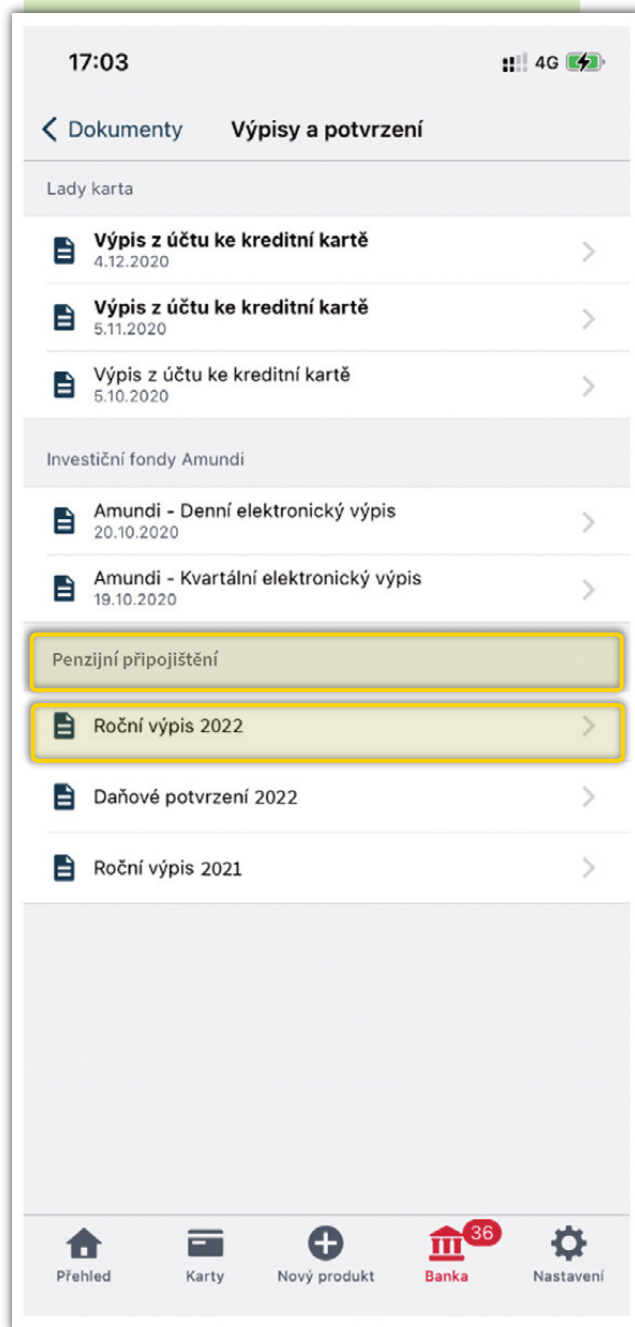 17:03
4G
Dokumenty
Výpisy a potvrzení
Lady karta
Výpis z účtu ke kreditní kartě
4.12.2020
Výpis z účtu ke kreditní kartě
5.11.2020
Výpis z účtu ke kreditní kartě
5.10.2020
Investiční fondy Amundi
Amundi - Denní elektronický výpis
20.10.2020
Amundi - Kvartální elektronický výpis
19.10.2020
Penzijní připojištění
Roční výpis 2022
Daňové potvrzení 2022
Roční výpis 2021
36
Přehled
Karty
Nový produkt
Banka
Nastavení